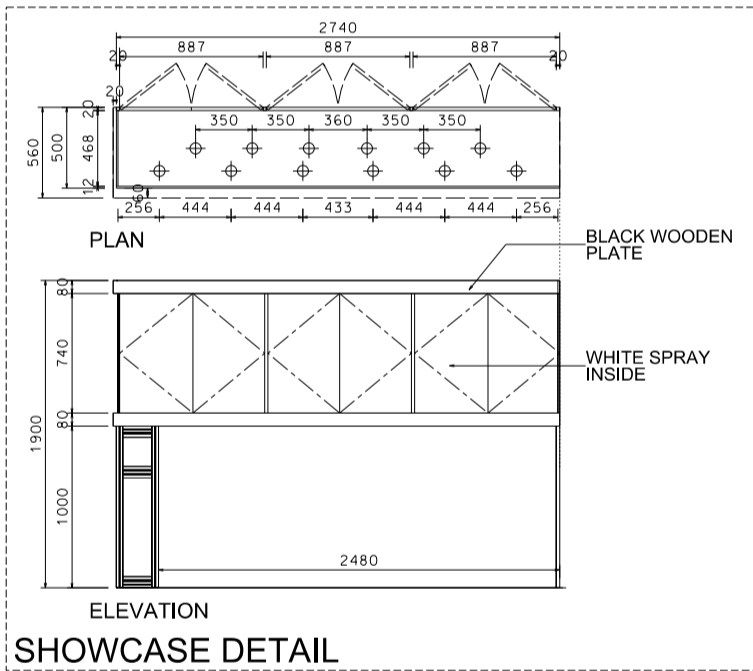 2740
20 887 887 887 20
20
20
350 350 360 350 350
560 500 468
12 60
256 444 444 433 444 444 256
PLAN
BLACK WOODEN
PLATE
80
740
WHITE SPRAY
INSIDE
80
1900
1000
2480
ELEVATION
SHOWCASE DETAIL